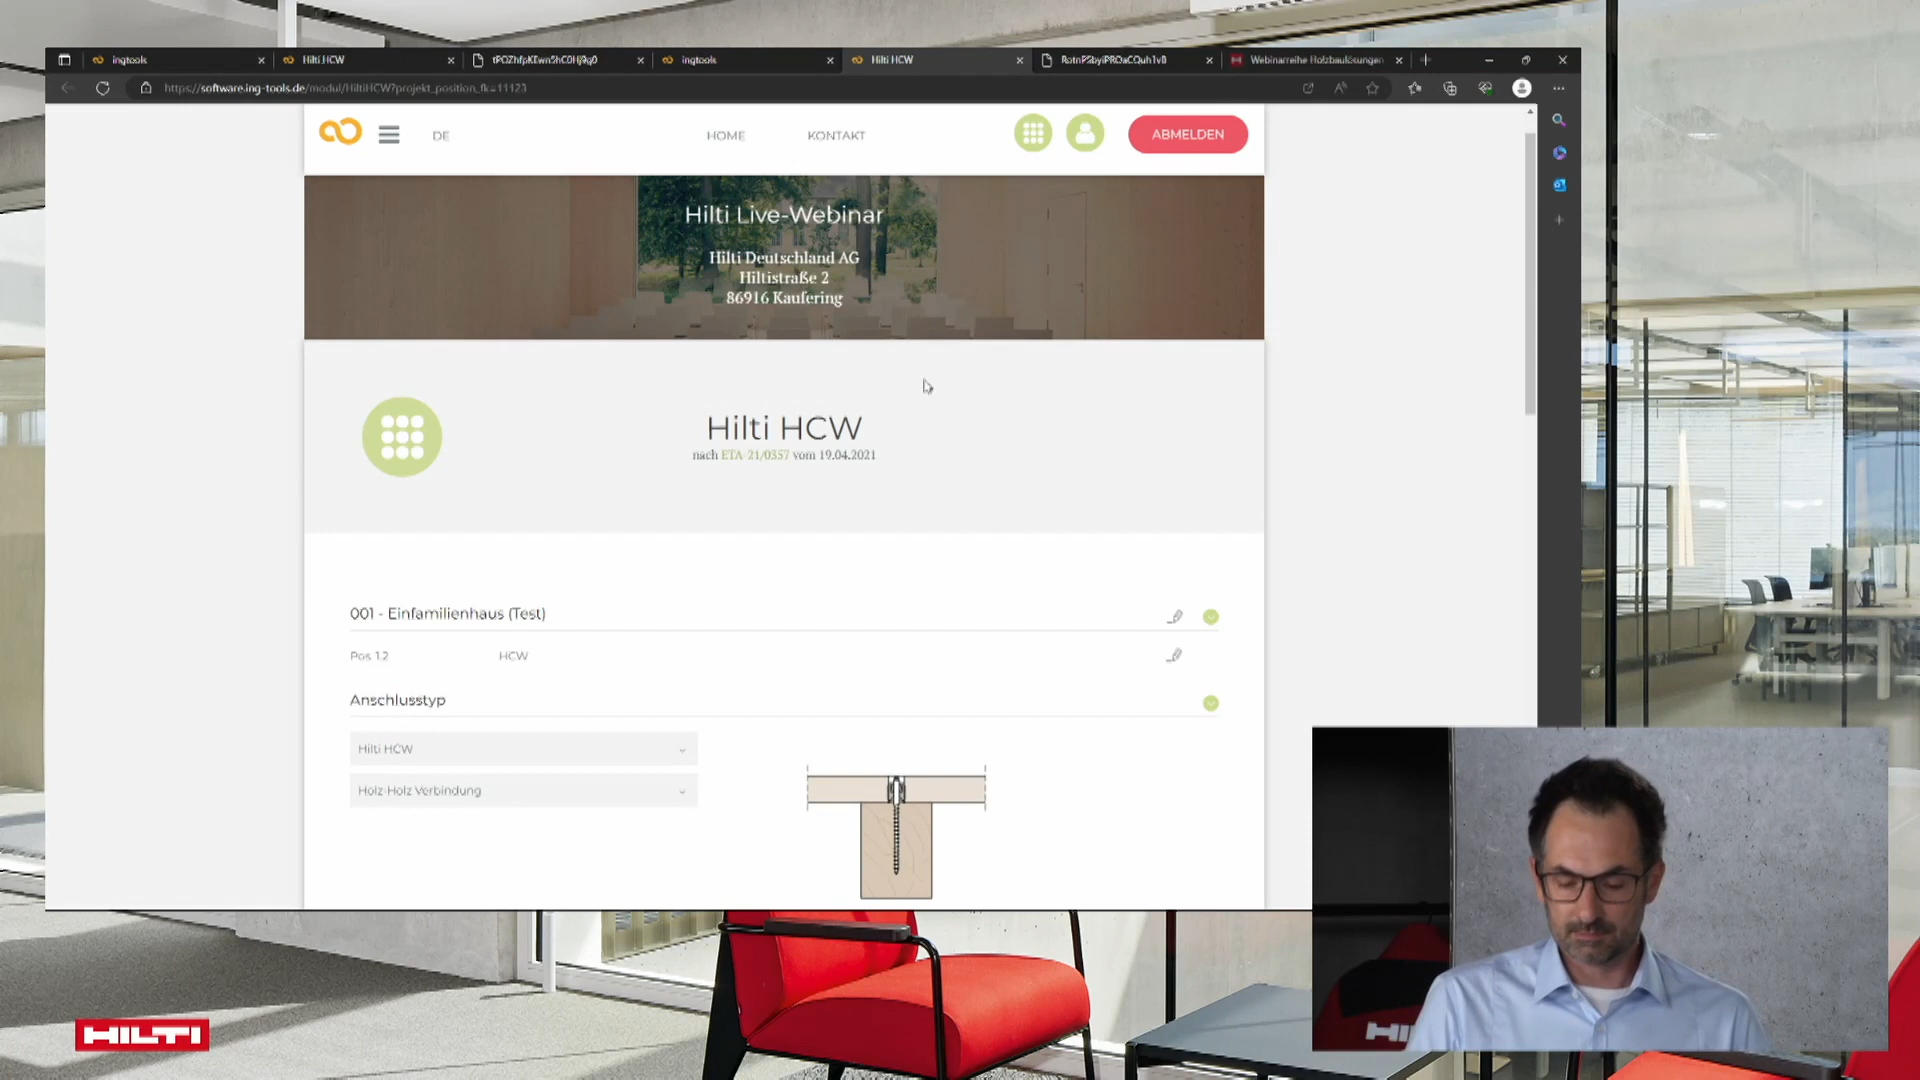 ingtools
Hilti HCW
ingtools
Hilti HCW
Webinarreihe Holzbaulösungen
https://software.ing-tools.de/modul/HiltiHCW?projekt_position_fk=11123
DE
HOME
KONTAKT
ABMELDEN
Hilti Live-Webinar
Hilti Deutschland AG
Hiltistraße 2
86916 Kaufering
Hilti HCW
nach ETA-21/0357 vom 19.04.2021
001 - Einfamilienhaus (Test)
Pos 1.2 HCW
Anschlusstyp
Hilti HCW
Holz-Holz Verbindung
HILTI